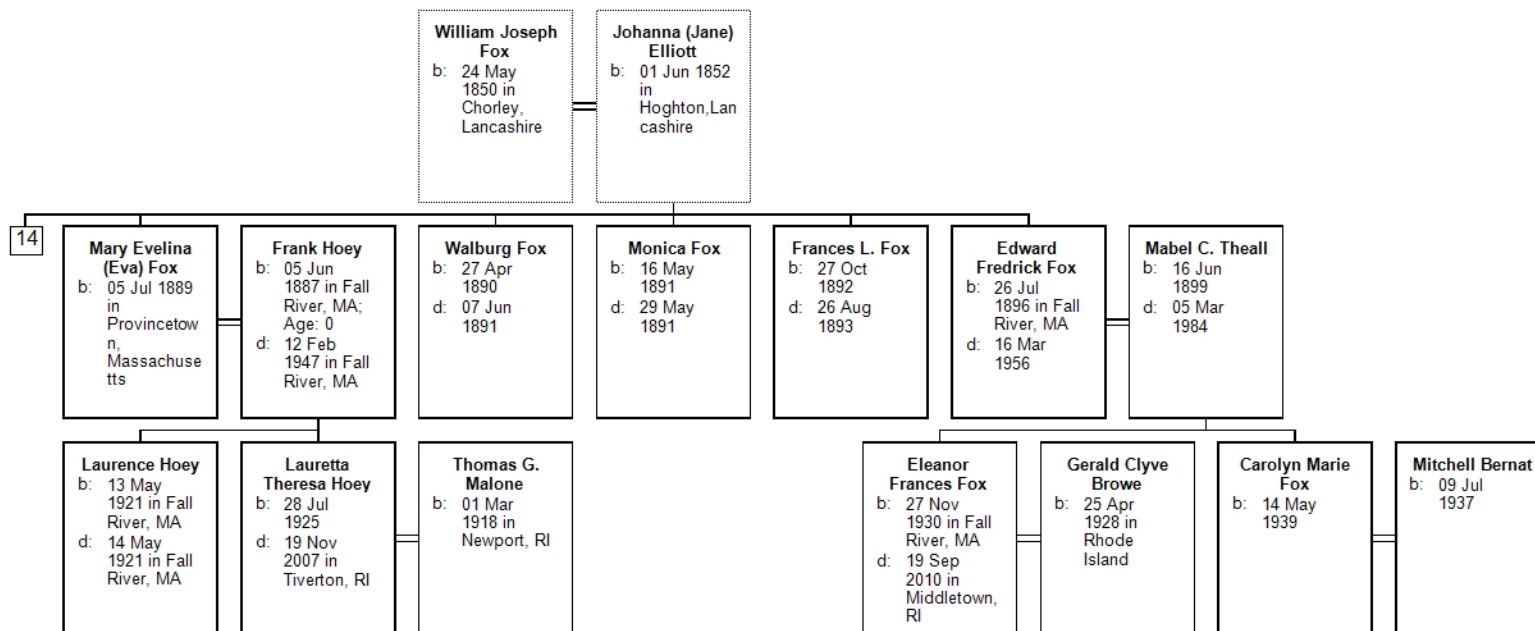 William Joseph
Fox
b: 24 May
1850 in
Chorley,
Lancashire
Johanna (Jane)
Elliott
b: 01 Jun 1852
in
Hoghton,Lan
cashire
14
Mary Evelina
(Eva) Fox
b: 05 Jul 1889
in
Provincetow
n,
Massachuse
tts
Frank Hoey
b: 05 Jun
1887 in Fall
River, MA;
Age: 0
d: 12 Feb
1947 in Fall
River, MA
Walburg Fox
b: 27 Apr
1890
d: 07 Jun
1891
Monica Fox
b: 16 May
1891
d: 29 May
1891
Frances L. Fox
b: 27 Oct
1892
d: 26 Aug
1893
Edward
Fredrick Fox
b: 26 Jul
1896 in Fall
River, MA
d: 16 Mar
1956
Mabel C. Theall
b: 16 Jun
1899
d: 05 Mar
1984
Laurence Hoey
b: 13 May
1921 in Fall
River, MA
d: 14 May
1921 in Fall
River, MA
Lauretta
Theresa Hoey
b: 28 Jul
1925
d: 19 Nov
2007 in
Tiverton, RI
Thomas G.
Malone
b: 01 Mar
1918 in
Newport, RI
Eleanor
Frances Fox
b: 27 Nov
1930 in Fall
River, MA
d: 19 Sep
2010 in
Middletown,
RI
Gerald Clyve
Browe
b: 25 Apr
1928 in
Rhode
Island
Carolyn Marie
Fox
b: 14 May
1939
Mitchell Bernat
b: 09 Jul
1937